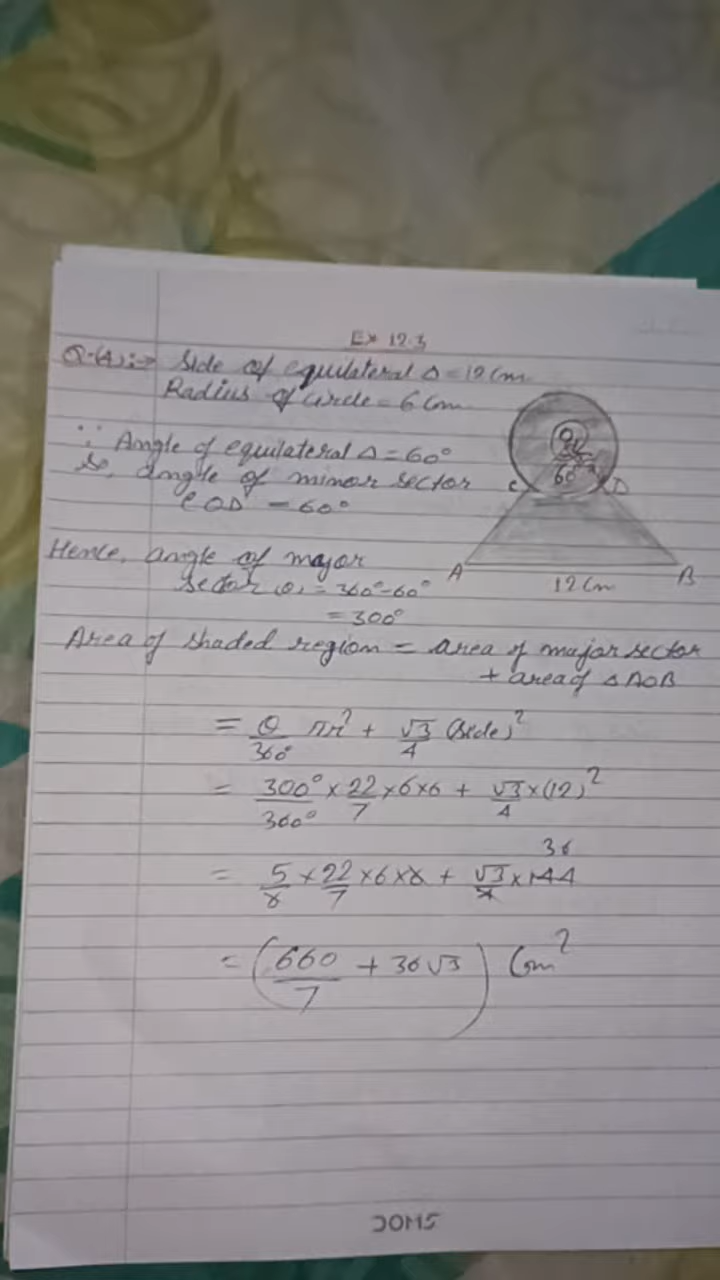 Ex 12.3
Q.(4):→ Side of equilateral Δ = 12 cm
Radius of circle = 6 cm
∵ Angle of equilateral Δ = 60°
So, angle of minor sector
COD = 60°
Hence, angle of major
sector (θ) = 360° - 60°
= 300°
O
60°
C
D
A
B
12 cm
Area of shaded region = area of major sector
+ area of ΔAOB
= θ/360° πr² + √3/4 (side)²
= 300°/360° × 22/7 × 6 × 6 + √3/4 × (12)²
36
= 5/6 × 22/7 × 6 × 6 + √3/4 × 144
= (660/7 + 36√3) Cm²
DOMS